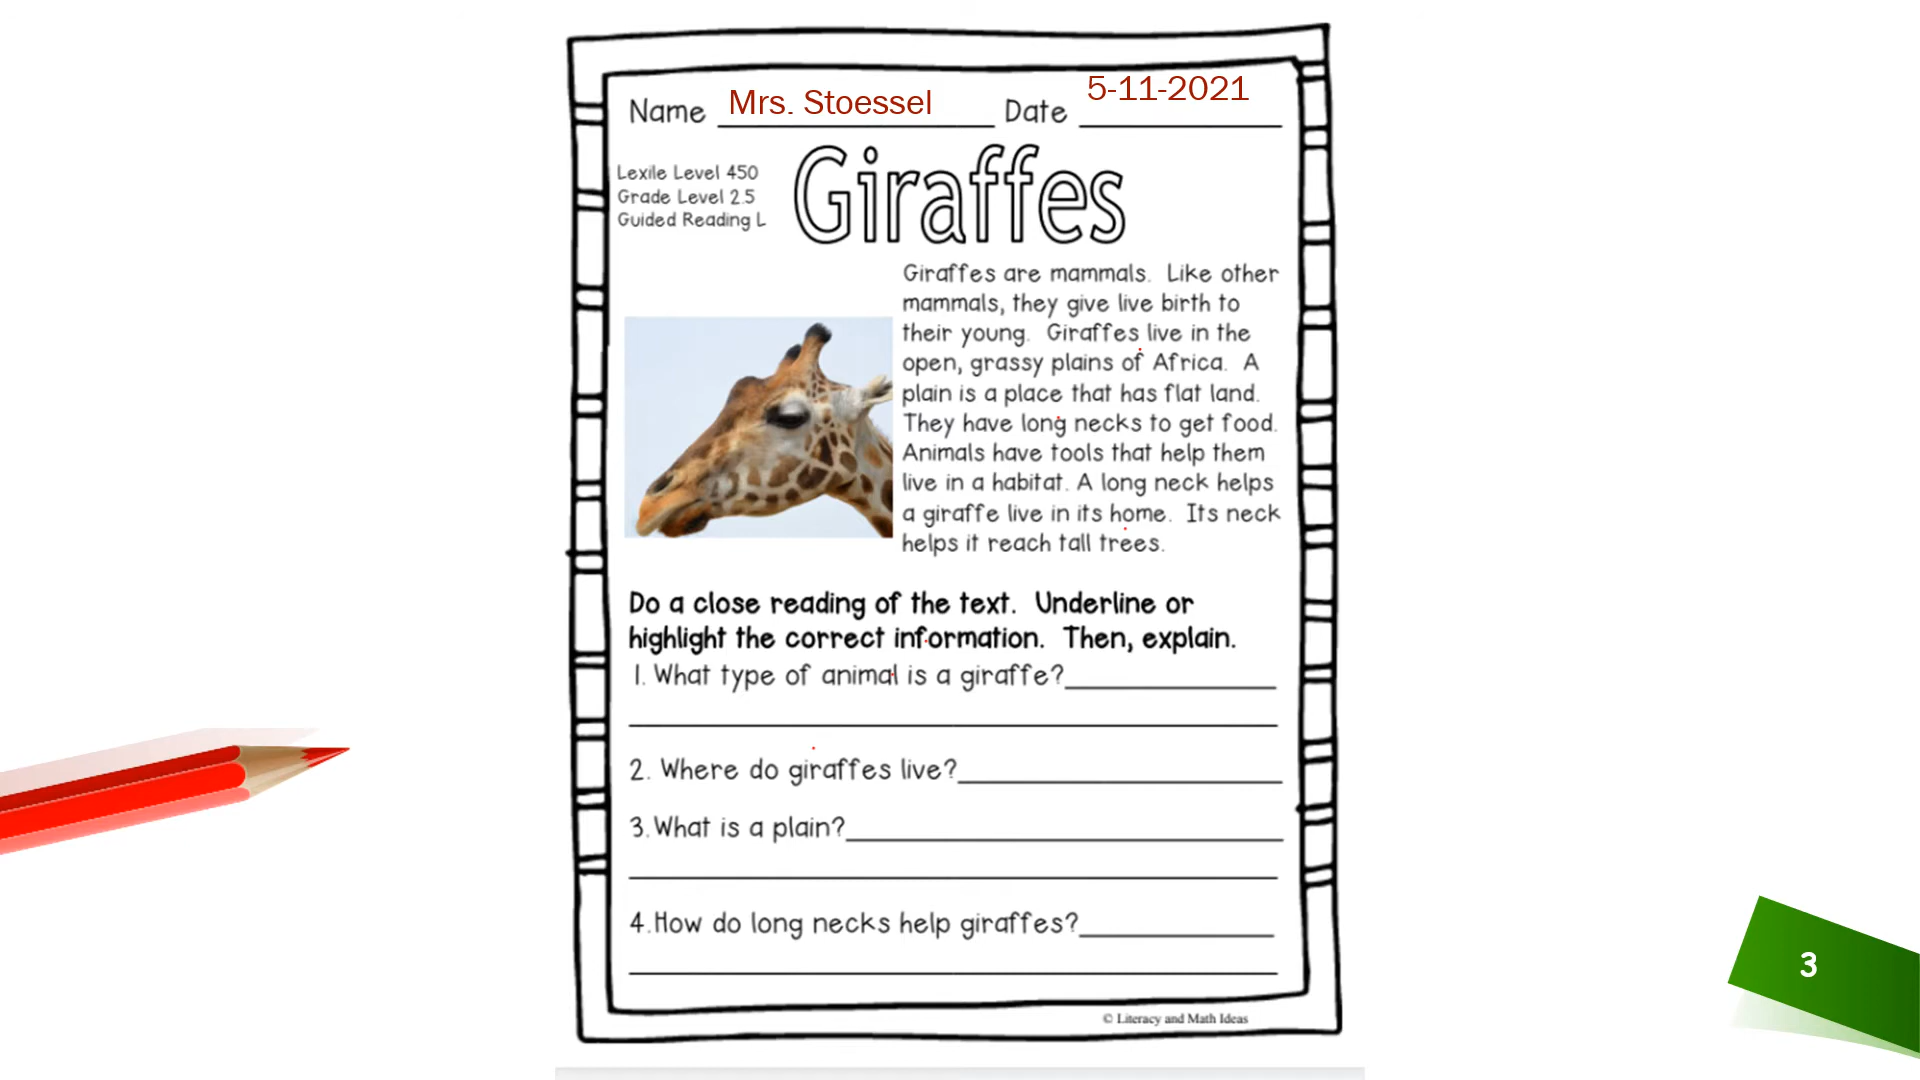 Name Mrs. Stoessel Date 5-11-2021
Lexile Level 450
Grade Level 2.5
Guided Reading L
Giraffes
Giraffes are mammals. Like other
mammals, they give live birth to
their young. Giraffes live in the
open, grassy plains of Africa. A
plain is a place that has flat land.
They have long necks to get food.
Animals have tools that help them
live in a habitat. A long neck helps
a giraffe live in its home. Its neck
helps it reach tall trees.
Do a close reading of the text. Underline or
highlight the correct information. Then, explain.
1. What type of animal is a giraffe?
2. Where do giraffes live?
3. What is a plain?
4. How do long necks help giraffes?
© Literacy and Math Ideas
3